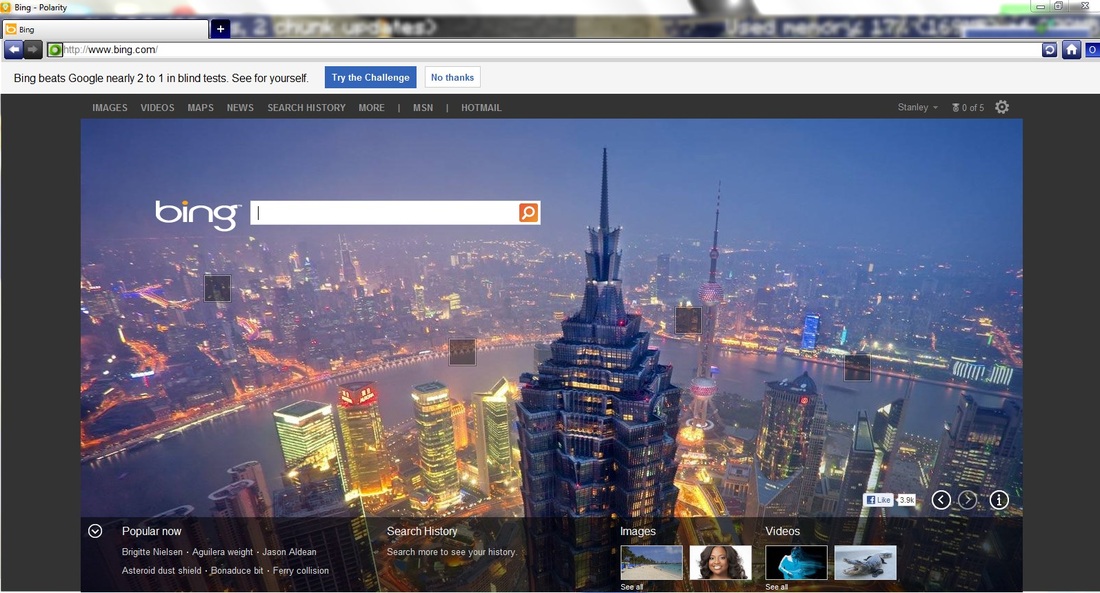 Bing - Polarity
Bing
+
, 2 chunk updates)
Used memory: 17% (169
http://www.bing.com/
Bing beats Google nearly 2 to 1 in blind tests. See for yourself. Try the Challenge No thanks
IMAGES VIDEOS MAPS NEWS SEARCH HISTORY MORE | MSN | HOTMAIL Stanley 0 of 5
bing
Like 3.9k
Popular now Search History Images Videos
Brigitte Nielsen · Aguilera weight · Jason Aldean
Search more to see your history.
Asteroid dust shield · Bonaduce bit · Ferry collision
See all See all